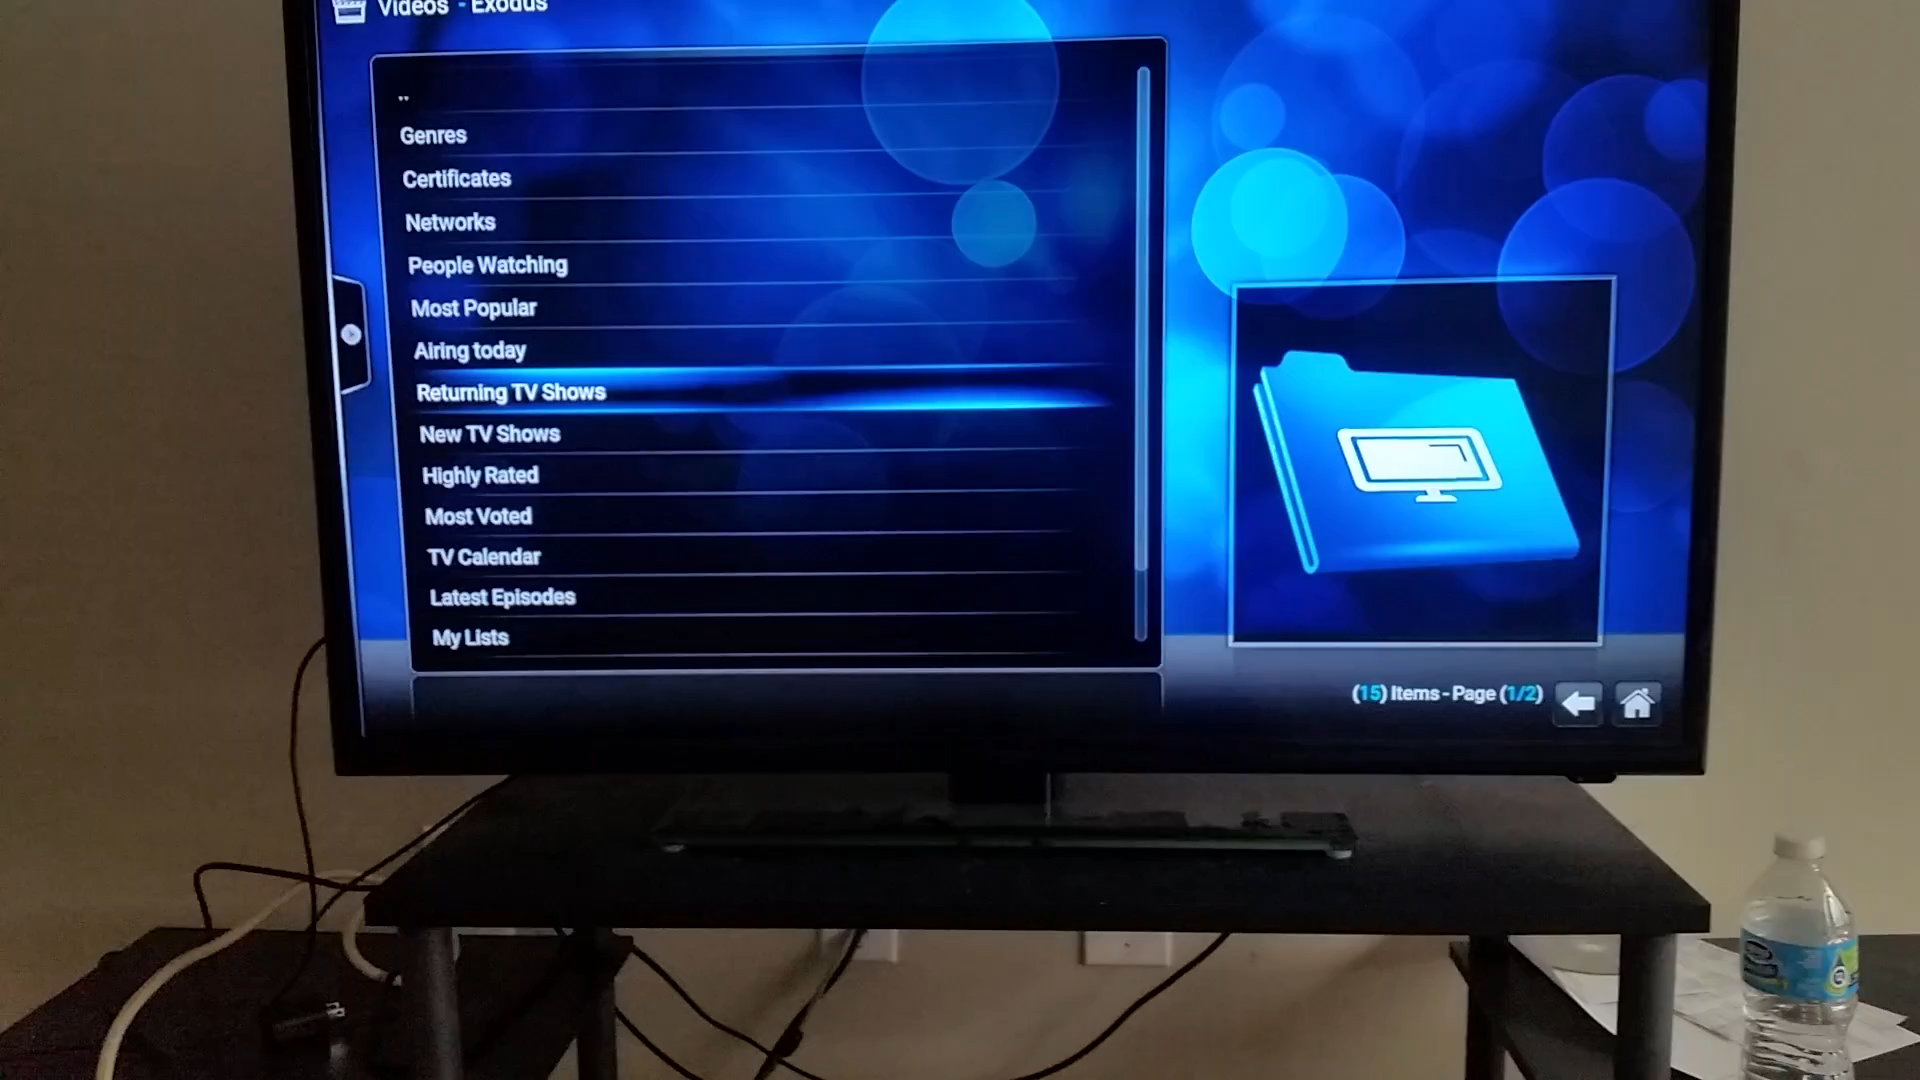 Videos - Exodus
..
Genres
Certificates
Networks
People Watching
Most Popular
Airing today
Returning TV Shows
New TV Shows
Highly Rated
Most Voted
TV Calendar
Latest Episodes
My Lists
(15) Items - Page (1/2)